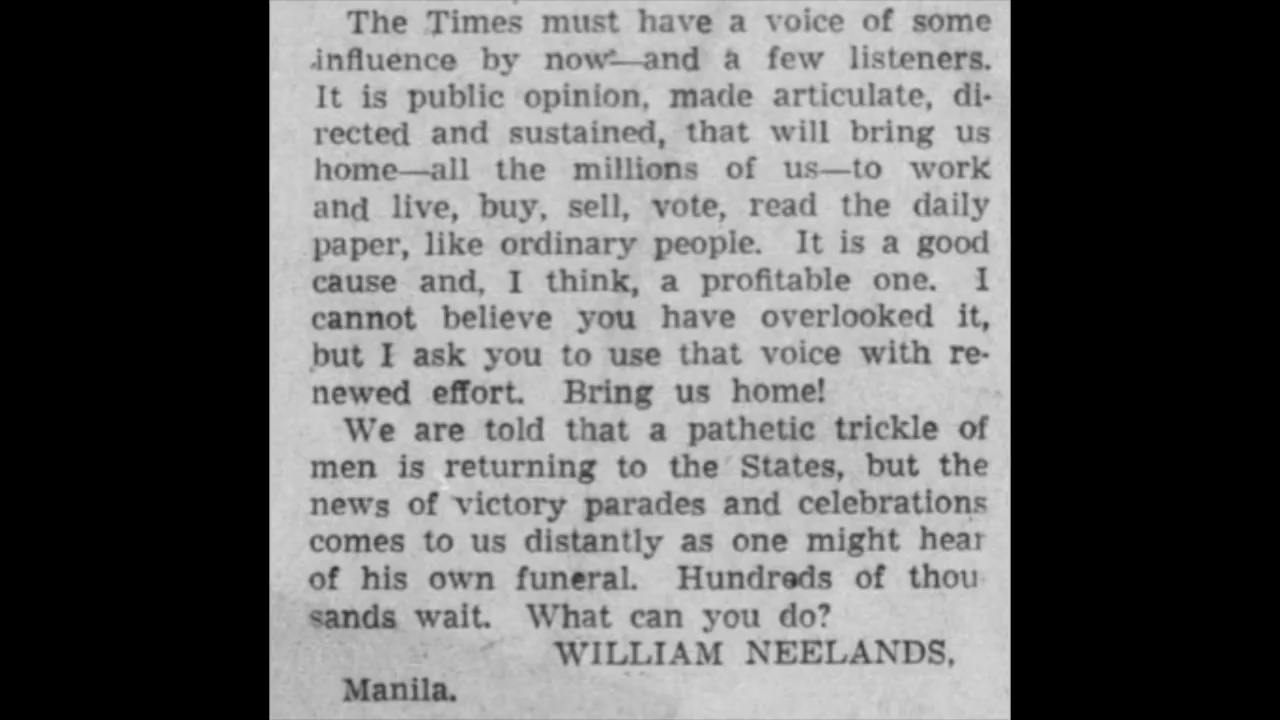 The Times must have a voice of some
influence by now—and a few listeners.
It is public opinion, made articulate, di-
rected and sustained, that will bring us
home—all the millions of us—to work
and live, buy, sell, vote, read the daily
paper, like ordinary people. It is a good
cause and, I think, a profitable one. I
cannot believe you have overlooked it,
but I ask you to use that voice with re-
newed effort. Bring us home!
We are told that a pathetic trickle of
men is returning to the States, but the
news of victory parades and celebrations
comes to us distantly as one might hear
of his own funeral. Hundreds of thou
sands wait. What can you do?
WILLIAM NEELANDS,
Manila.